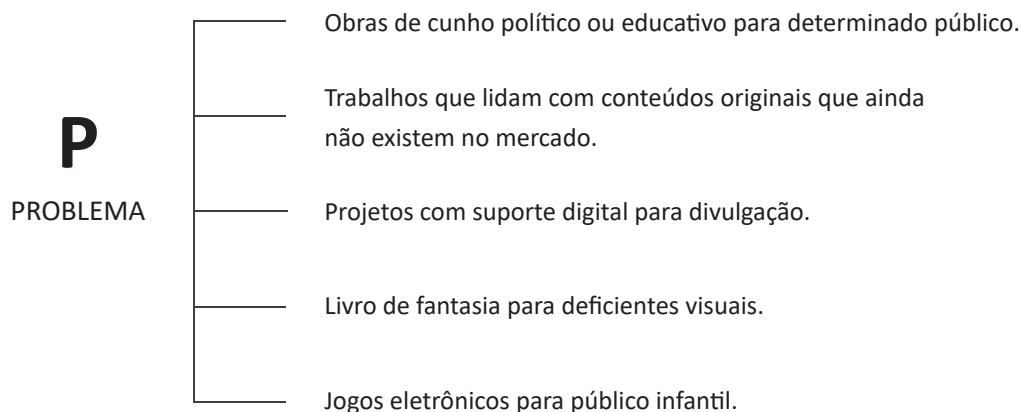 Obras de cunho político ou educativo para determinado público.
Trabalhos que lidam com conteúdos originais que ainda
não existem no mercado.
P
PROBLEMA
Projetos com suporte digital para divulgação.
Livro de fantasia para deficientes visuais.
Jogos eletrônicos para público infantil.